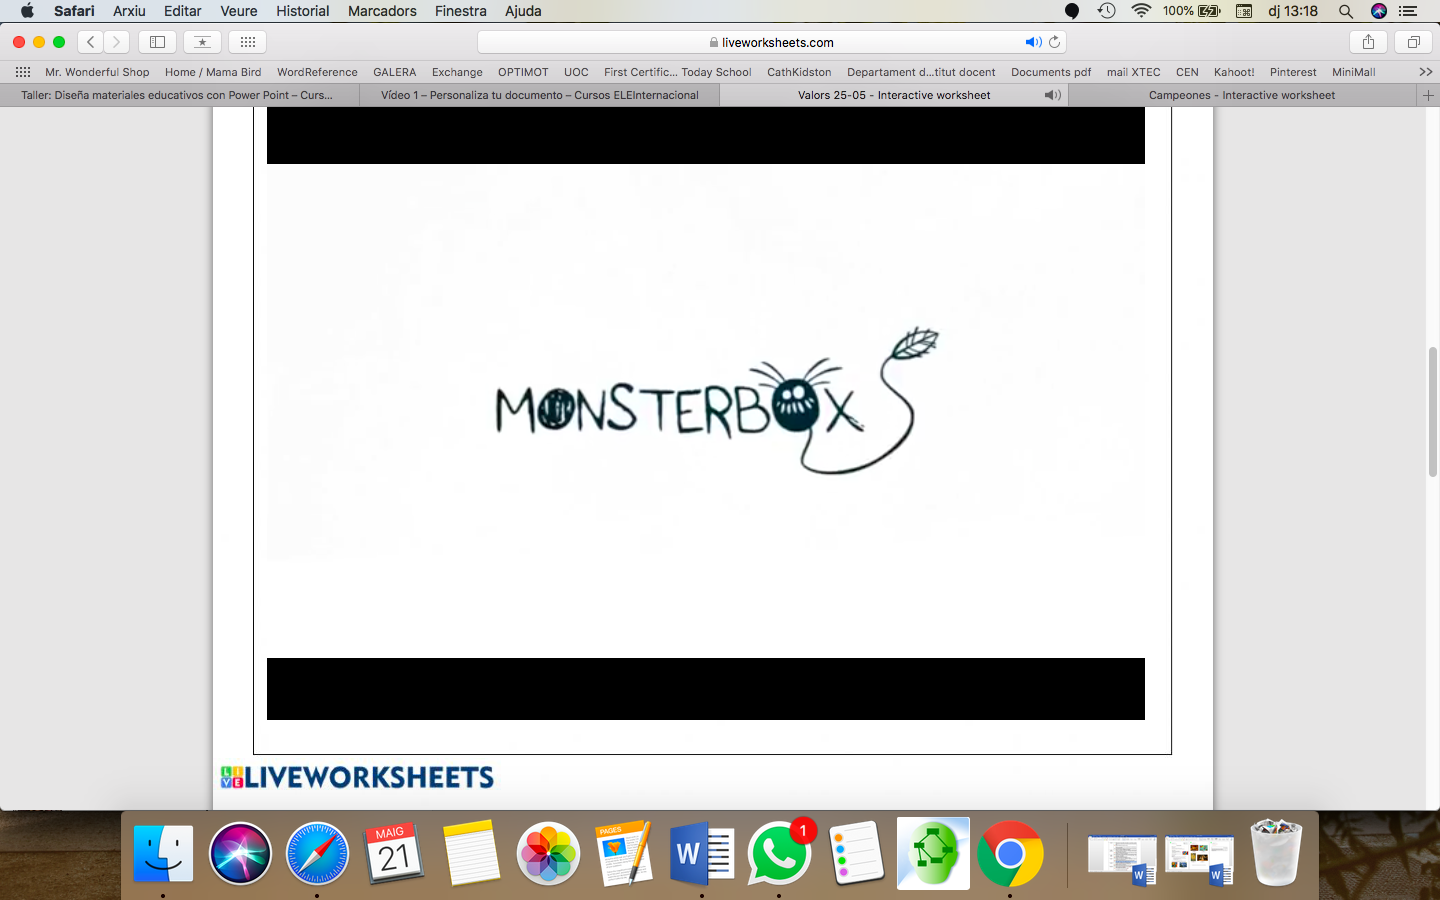 Safari Arxiu Editar Veure Historial Marcadors Finestra Ajuda 100% dj 13:18
liveworksheets.com
Mr. Wonderful Shop Home / Mama Bird WordReference GALERA Exchange OPTIMOT UOC First Certific... Today School CathKidston Departament d...titut docent Documents pdf mail XTEC CEN Kahoot! Pinterest MiniMall
Taller: Diseña materiales educativos con Power Point – Curs... Vídeo 1 – Personaliza tu documento – Cursos ELEInternacional Valors 25-05 - Interactive worksheet Campeones - Interactive worksheet
MONSTERBOX
LIVE LIVEWORKSHEETS
MAIG
21
PAGES
W
1
W
W